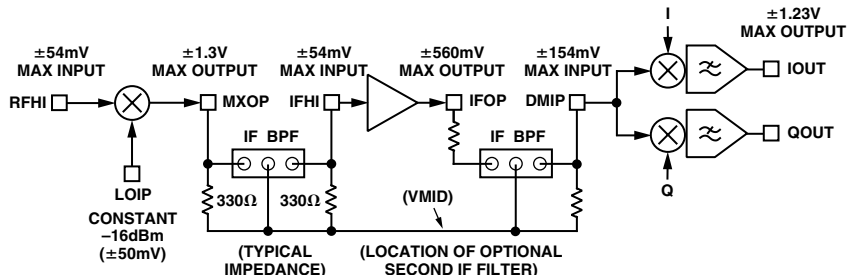 I
±1.23V
MAX OUTPUT
±54mV
MAX INPUT
±1.3V
MAX OUTPUT
±54mV
MAX INPUT
±560mV
MAX OUTPUT
±154mV
MAX INPUT
RFHI
MXOP
IFHI
IFOP
DMIP
IOUT
QOUT
IF BPF
IF BPF
LOIP
CONSTANT
–16dBm
(±50mV)
330Ω
330Ω
(VMID)
Q
(TYPICAL
IMPEDANCE)
(LOCATION OF OPTIONAL
SECOND IF FILTER)